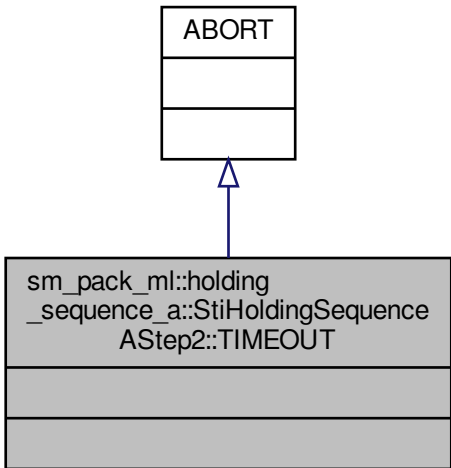 ABORT
sm_pack_ml::holding
_sequence_a::StiHoldingSequence
AStep2::TIMEOUT